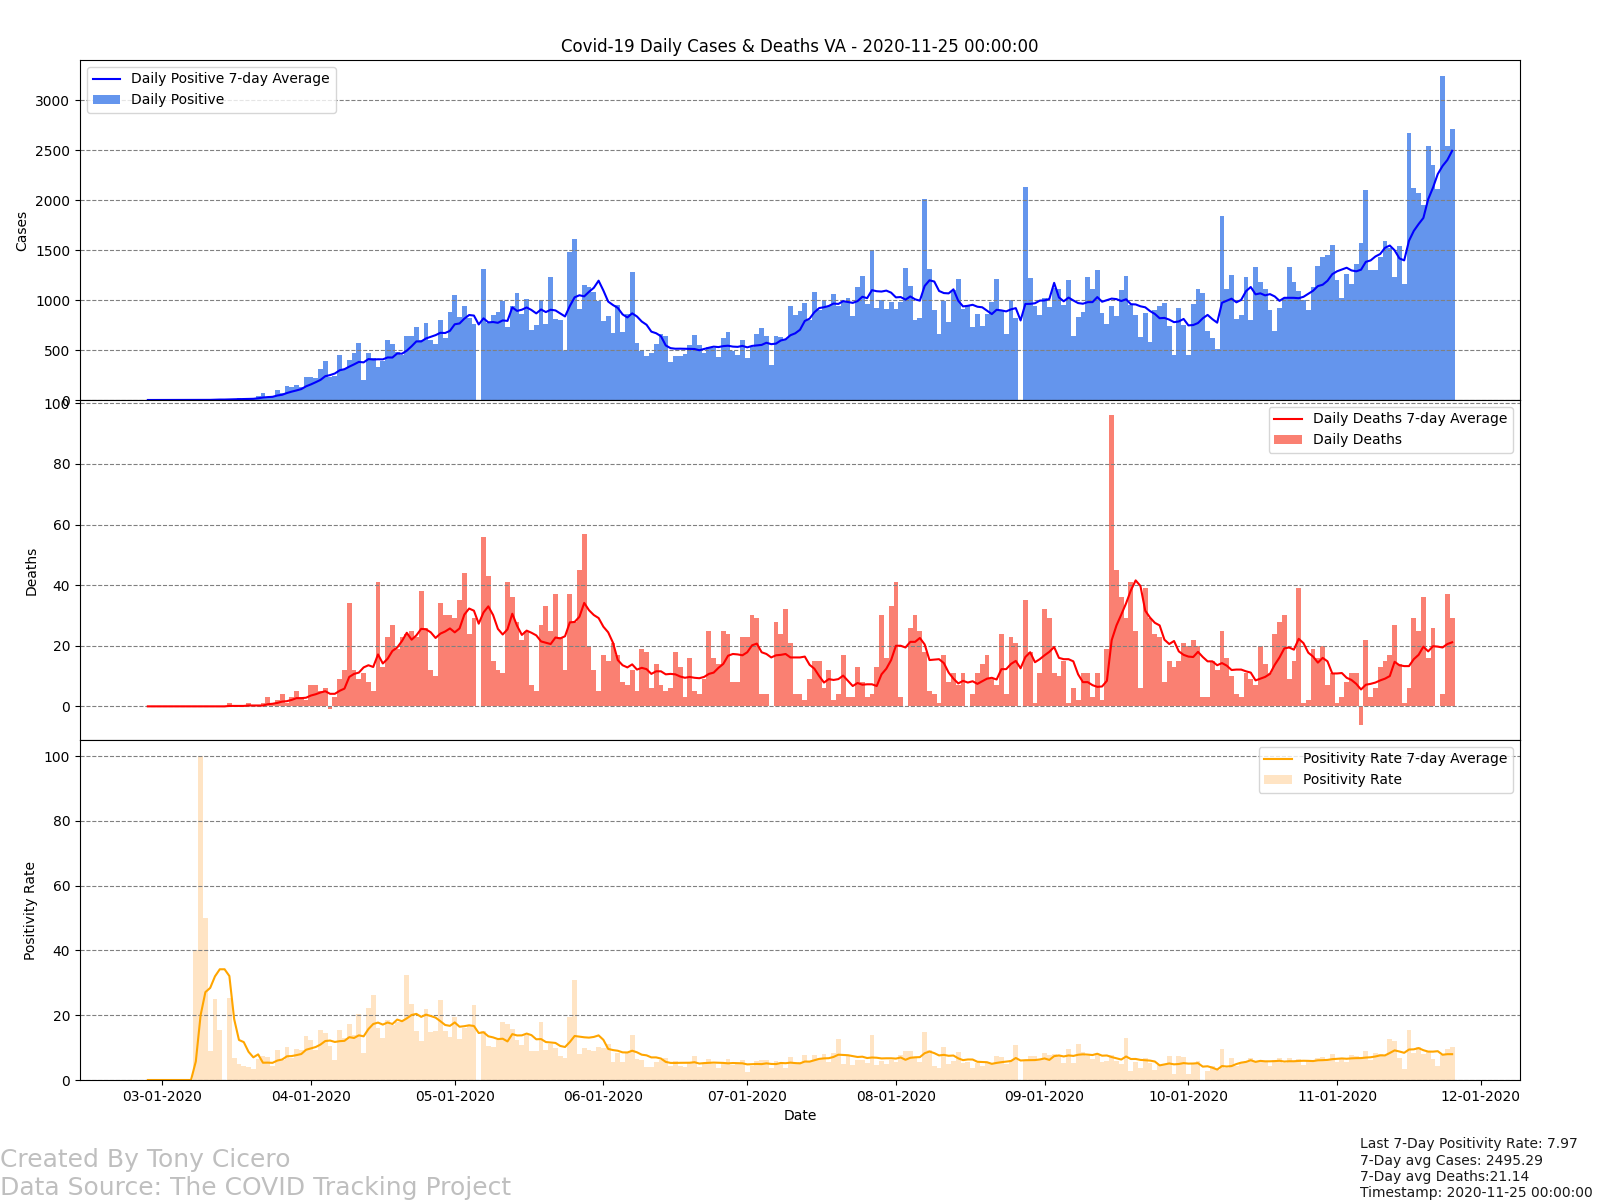 Covid-19 Daily Cases & Deaths VA - 2020-11-25 00:00:00
Daily Positive 7-day Average
Daily Positive
3000
2500
2000
1500
1000
500
0
Cases
Daily Deaths 7-day Average
Daily Deaths
100
80
60
40
20
0
Deaths
Positivity Rate 7-day Average
Positivity Rate
100
80
60
40
20
0
Positivity Rate
03-01-2020 04-01-2020 05-01-2020 06-01-2020 07-01-2020 08-01-2020 09-01-2020 10-01-2020 11-01-2020 12-01-2020
Date
Created By Tony Cicero
Data Source: The COVID Tracking Project
Last 7-Day Positivity Rate: 7.97
7-Day avg Cases: 2495.29
7-Day avg Deaths:21.14
Timestamp: 2020-11-25 00:00:00